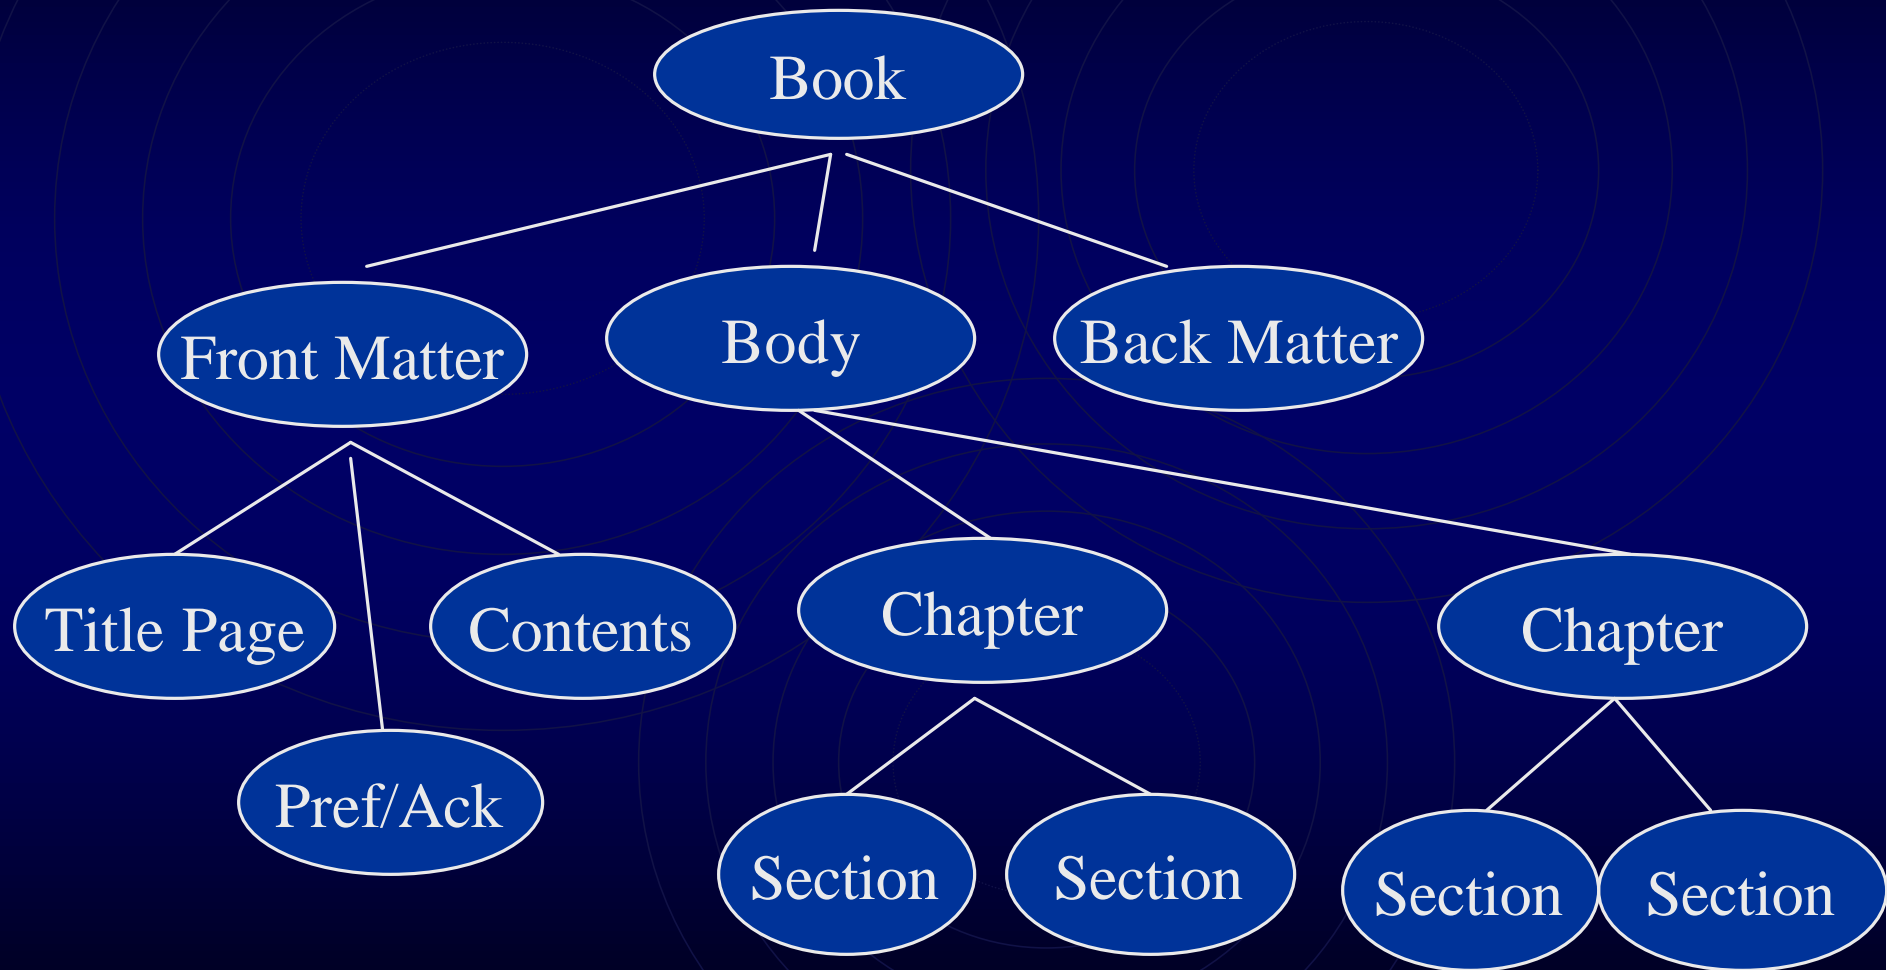 Book
Front Matter
Body
Back Matter
Title Page
Contents
Chapter
Chapter
Pref/Ack
Section
Section
Section
Section